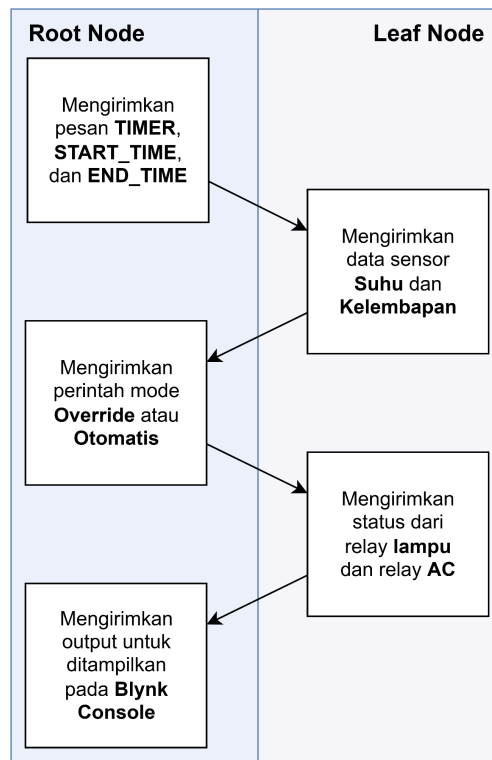 Root Node
Leaf Node
Mengirimkan
pesan TIMER,
START_TIME,
dan END_TIME
Mengirimkan
data sensor
Suhu dan
Kelembapan
Mengirimkan
perintah mode
Override atau
Otomatis
Mengirimkan
status dari
relay lampu
dan relay AC
Mengirimkan
output untuk
ditampilkan
pada Blynk
Console